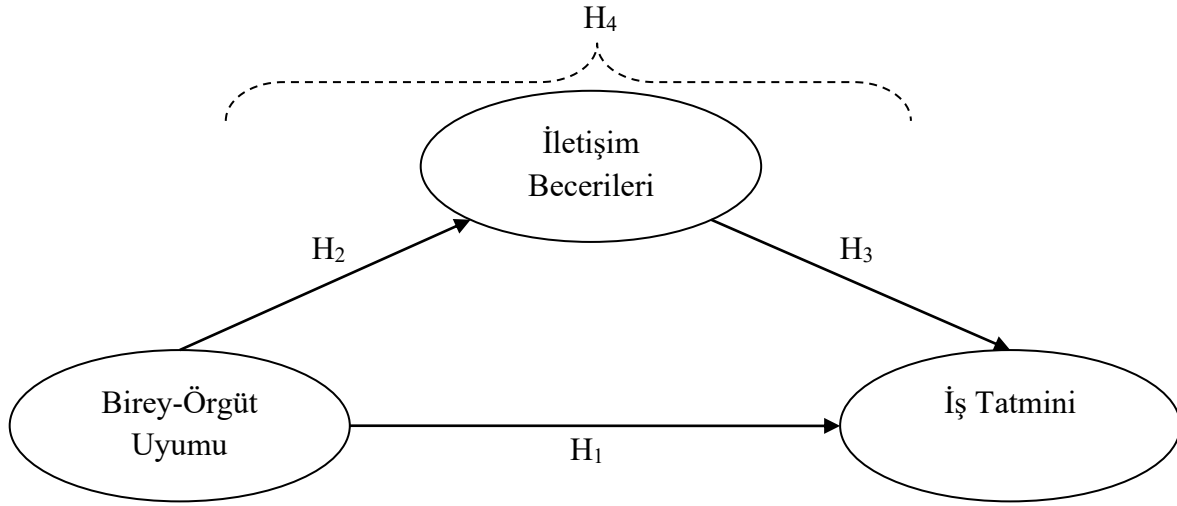 H₄
İletişim
Becerileri
H₂
H₃
Birey-Örgüt
Uyumu
İş Tatmini
H₁